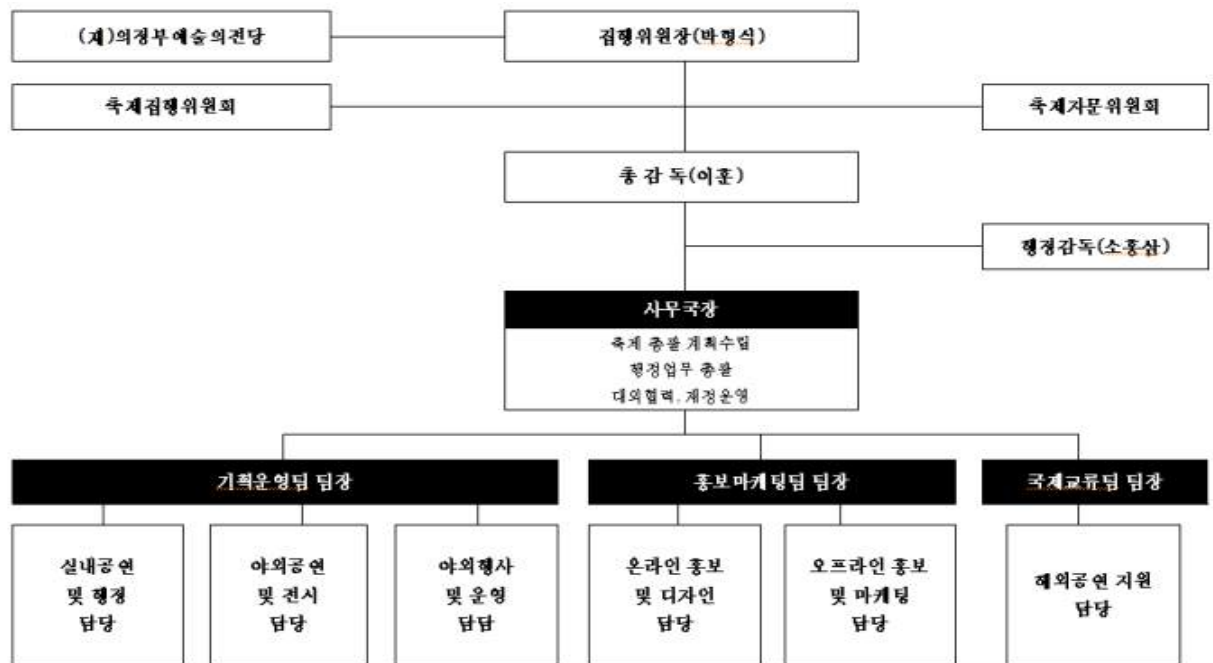 (재)의정부예술의전당
집행위원장(박형식)
축제집행위원회
축제자문위원회
총 감 독(이훈)
행정감독(소홍삼)
사무국장
축제 총괄 계획수립
행정업무 총괄
대외협력, 재정운영
기획운영팀 팀장
홍보마케팅팀 팀장
국제교류팀 팀장
실내공연
및 행정
담당
야외공연
및 전시
담당
야외행사
및 운영
담담
온라인 홍보
및 디자인
담당
오프라인 홍보
및 마케팅
담당
해외공연 지원
담당